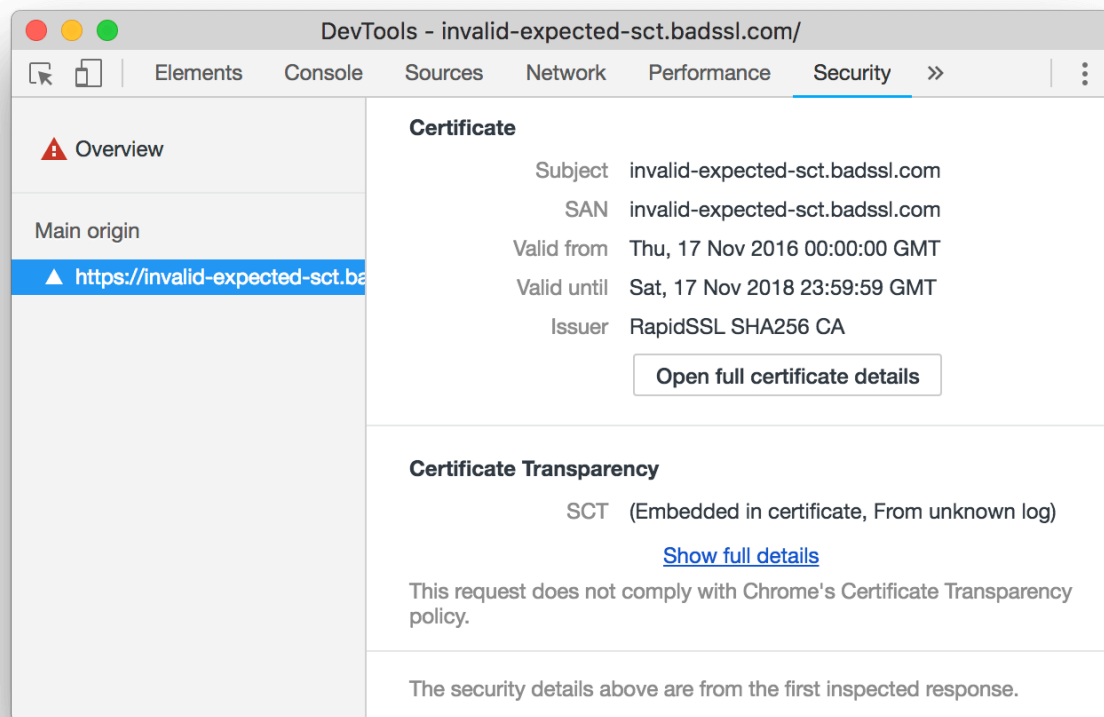 DevTools - invalid-expected-sct.badssl.com/
Elements Console Sources Network Performance Security »
Overview
Main origin
https://invalid-expected-sct.ba
Certificate
Subject invalid-expected-sct.badssl.com
SAN invalid-expected-sct.badssl.com
Valid from Thu, 17 Nov 2016 00:00:00 GMT
Valid until Sat, 17 Nov 2018 23:59:59 GMT
Issuer RapidSSL SHA256 CA
Open full certificate details
Certificate Transparency
SCT (Embedded in certificate, From unknown log)
Show full details
This request does not comply with Chrome's Certificate Transparency
policy.
The security details above are from the first inspected response.